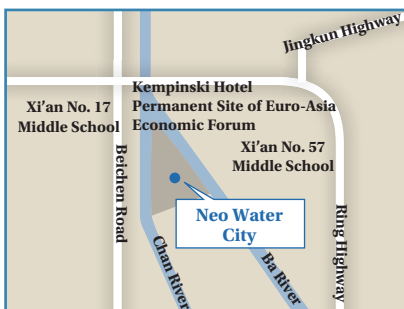 Jingkun Highway
Kempinski Hotel
Permanent Site of Euro-Asia
Economic Forum
Xi'an No. 17
Middle School
Xi'an No. 57
Middle School
Beichen Road
Neo Water
City
Chan River
Ba River
Ring Highway